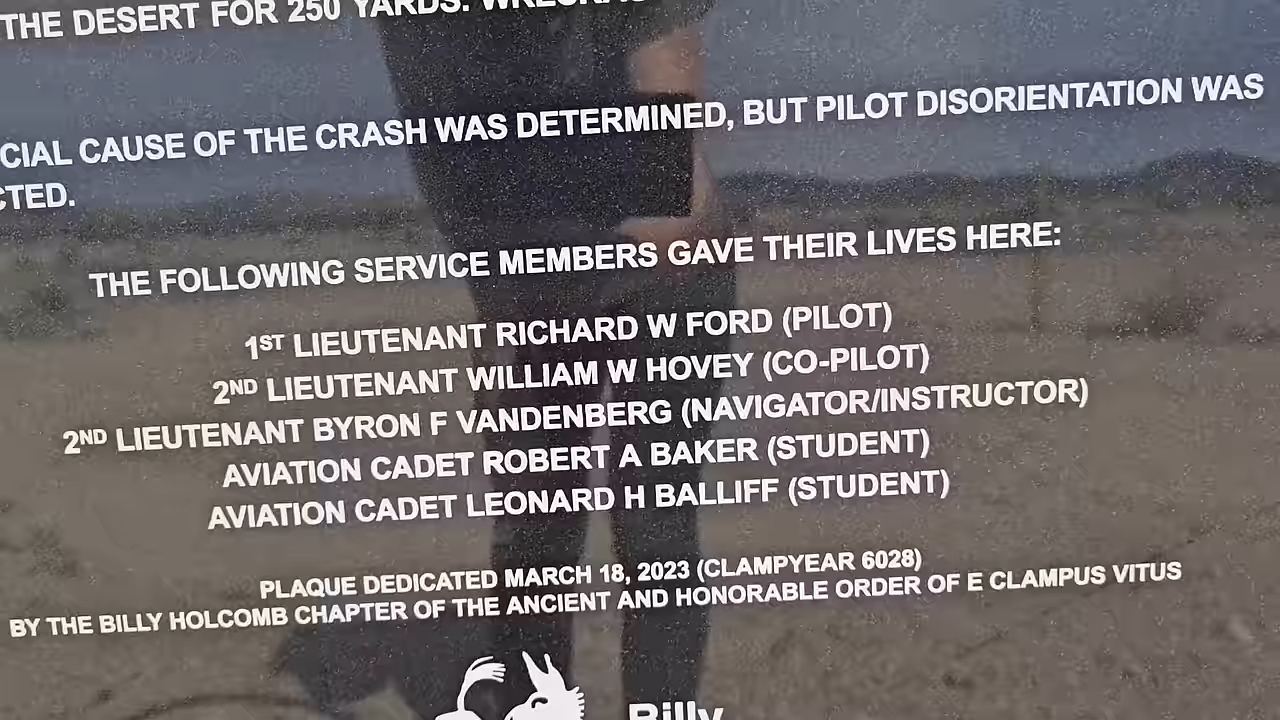 THE DESERT FOR 250 YARDS.
CIAL CAUSE OF THE CRASH WAS DETERMINED, BUT PILOT DISORIENTATION WAS
CTED.
THE FOLLOWING SERVICE MEMBERS GAVE THEIR LIVES HERE:
1ST LIEUTENANT RICHARD W FORD (PILOT)
2ND LIEUTENANT WILLIAM W HOVEY (CO-PILOT)
2ND LIEUTENANT BYRON F VANDENBERG (NAVIGATOR/INSTRUCTOR)
AVIATION CADET ROBERT A BAKER (STUDENT)
AVIATION CADET LEONARD H BALLIFF (STUDENT)
PLAQUE DEDICATED MARCH 18, 2023 (CLAMPYEAR 6028)
BY THE BILLY HOLCOMB CHAPTER OF THE ANCIENT AND HONORABLE ORDER OF E CLAMPUS VITUS
Billy